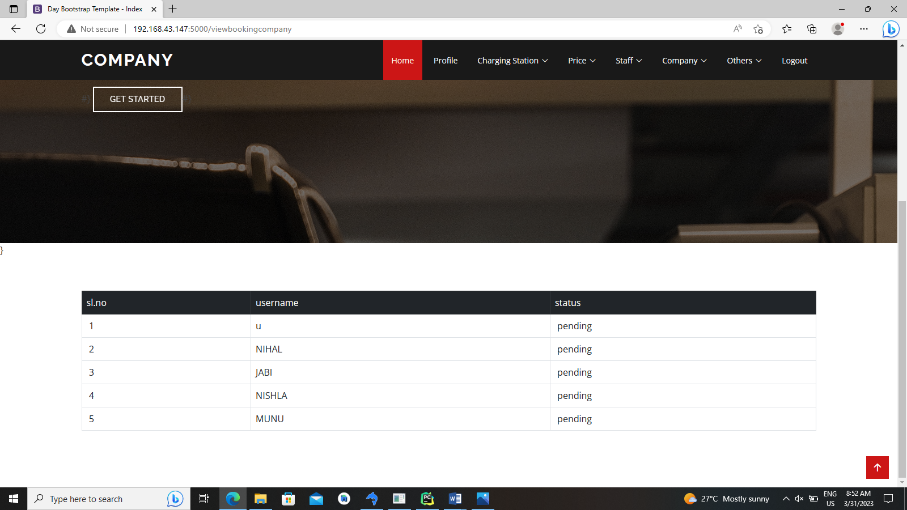 Day Bootstrap Template - Index
Not secure 192.168.43.147:5000/viewbookingcompany
COMPANY Home Profile Charging Station Price Staff Company Others Logout
GET STARTED
}
sl.no username status
1 u pending
2 NIHAL pending
3 JABI pending
4 NISHLA pending
5 MUNU pending
Type here to search 27°C Mostly sunny ENG 8:52 AM
US 3/31/2023